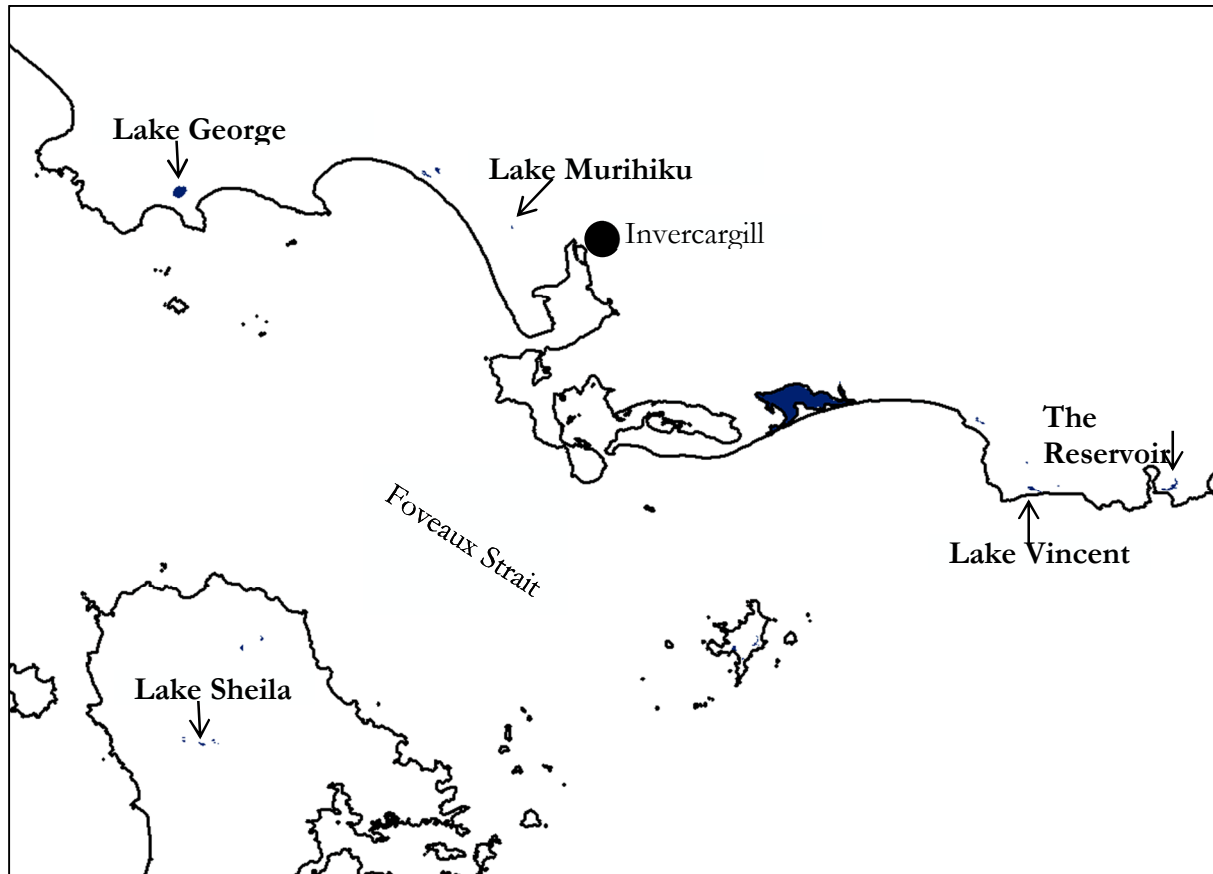 Lake George
Lake Murihiku
Invercargill
The
Reservoir
Foveaux Strait
Lake Vincent
Lake Sheila